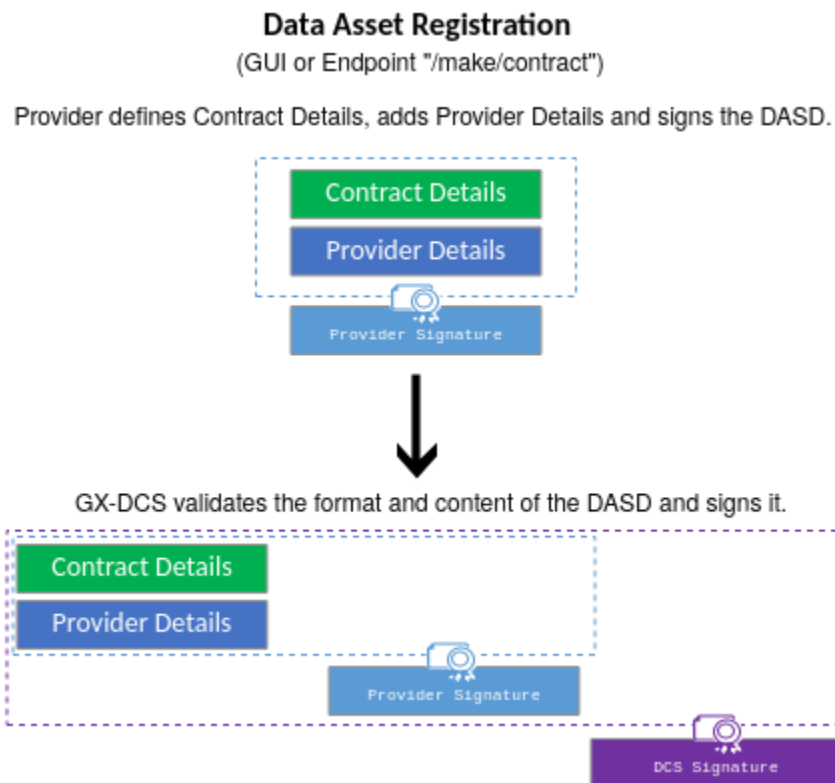 Data Asset Registration
(GUI or Endpoint "/make/contract")
Provider defines Contract Details, adds Provider Details and signs the DASD.
Contract Details
Provider Details
Provider Signature
GX-DCS validates the format and content of the DASD and signs it.
Contract Details
Provider Details
Provider Signature
DCS Signature